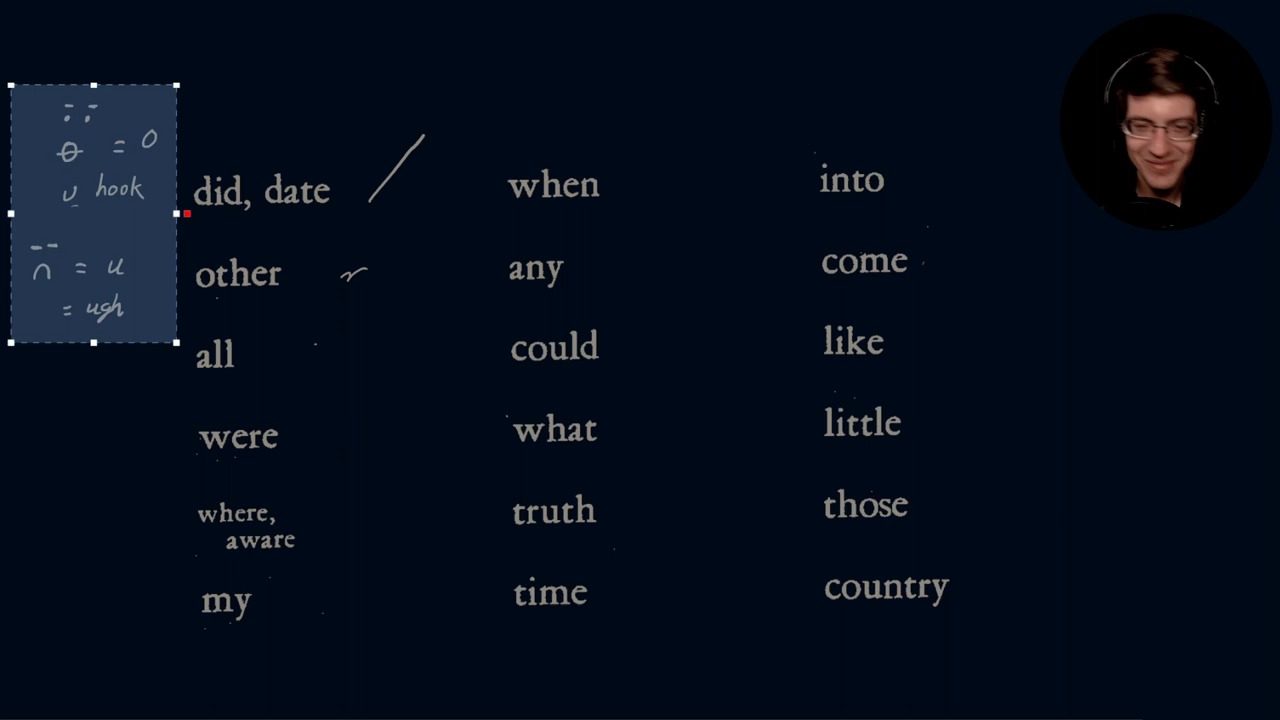 = o
u hook
= u
= ugh
did, date
other
all
were
where,
aware
my
when
any
could
what
truth
time
into
come
like
little
those
country